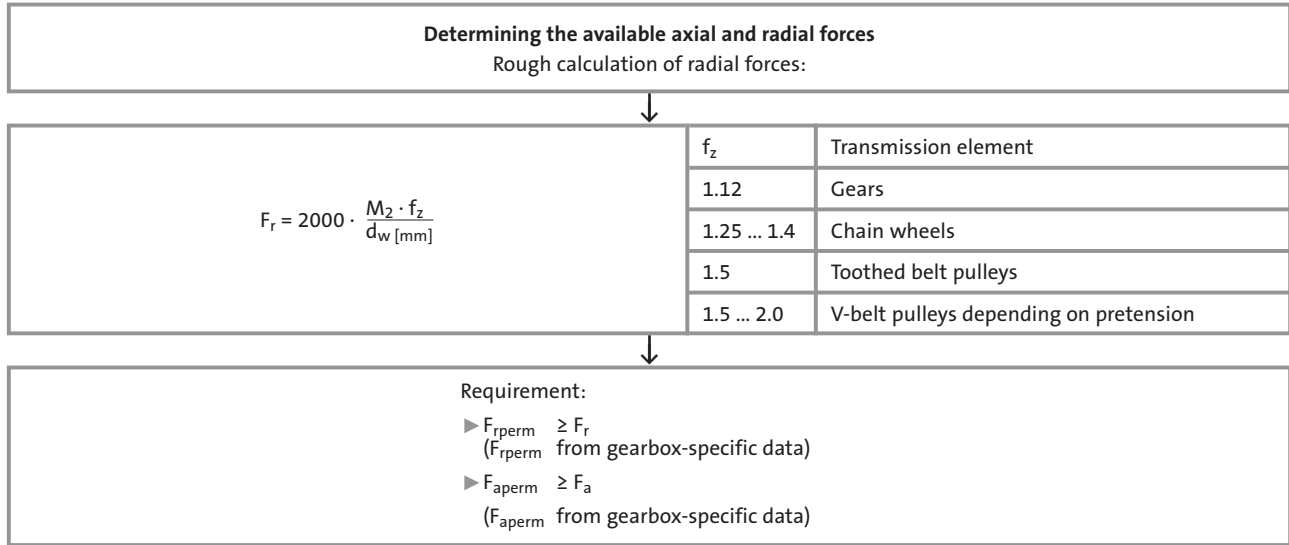 Determining the available axial and radial forces
Rough calculation of radial forces:
F_r = 2000 · M_2 · f_z / d_w [mm]
f_z Transmission element
1.12 Gears
1.25 ... 1.4 Chain wheels
1.5 Toothed belt pulleys
1.5 ... 2.0 V-belt pulleys depending on pretension
Requirement:
▶ F_rperm ≥ F_r
(F_rperm from gearbox-specific data)
▶ F_aperm ≥ F_a
(F_aperm from gearbox-specific data)